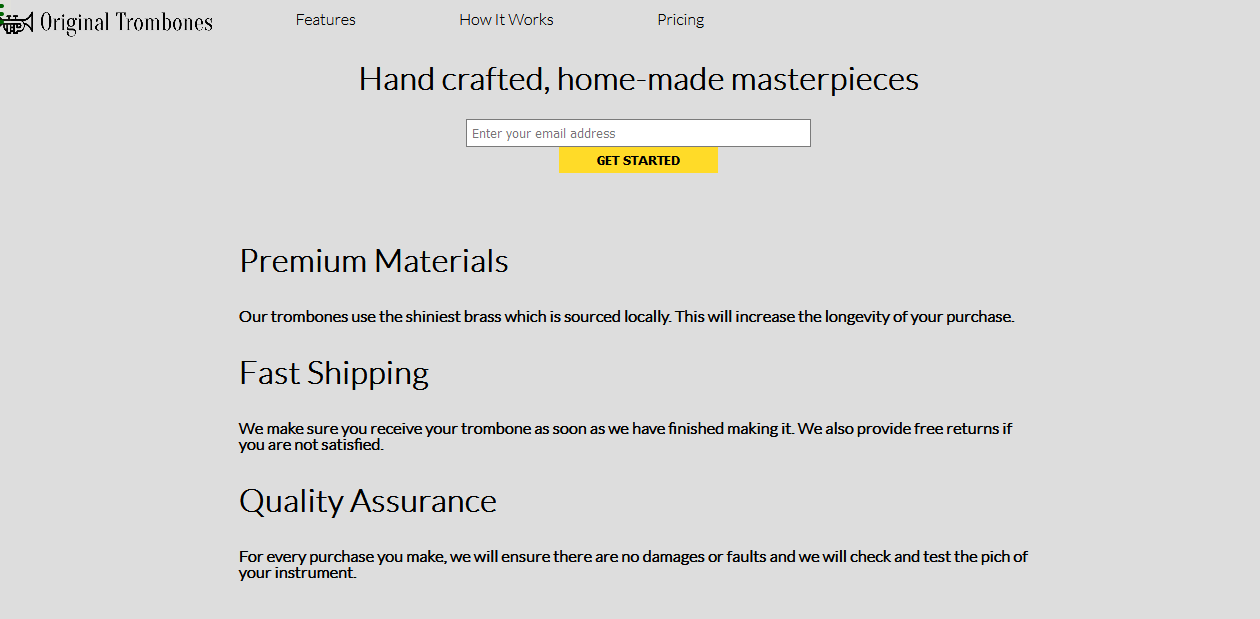 Original Trombones
Features
How It Works
Pricing
Hand crafted, home-made masterpieces
Enter your email address
GET STARTED
Premium Materials
Our trombones use the shiniest brass which is sourced locally. This will increase the longevity of your purchase.
Fast Shipping
We make sure you receive your trombone as soon as we have finished making it. We also provide free returns if
you are not satisfied.
Quality Assurance
For every purchase you make, we will ensure there are no damages or faults and we will check and test the pich of
your instrument.